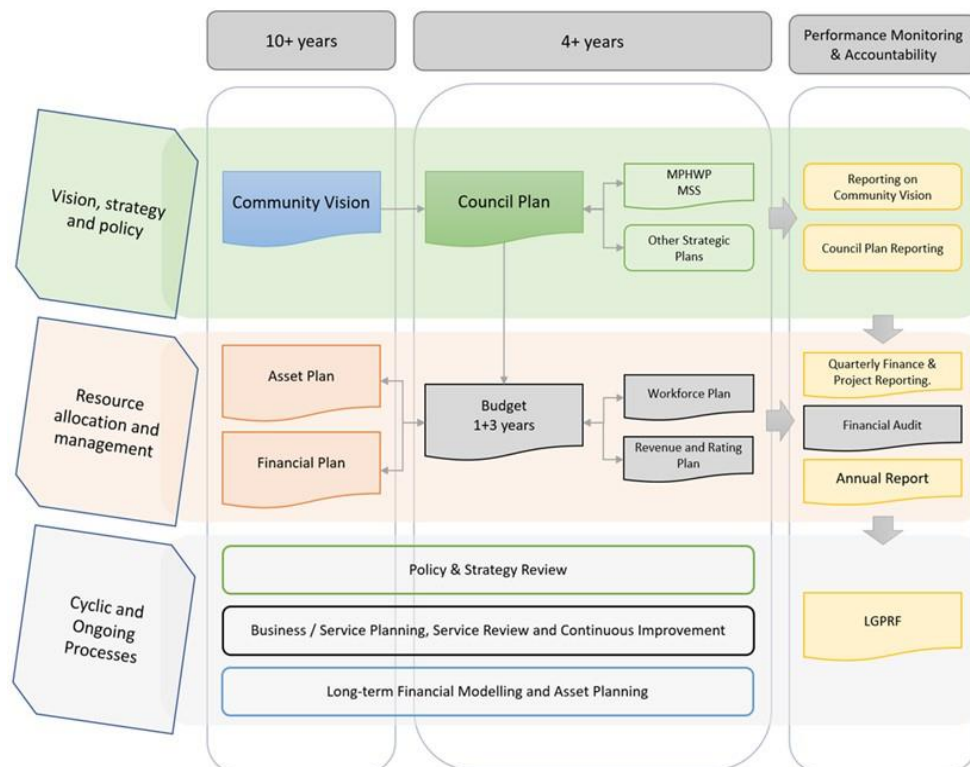 10+ years
4+ years
Performance Monitoring
& Accountability
Vision, strategy
and policy
Community Vision
Council Plan
MPHWP
MSS
Other Strategic
Plans
Reporting on
Community Vision
Council Plan Reporting
Resource
allocation and
management
Asset Plan
Financial Plan
Budget
1+3 years
Workforce Plan
Revenue and Rating
Plan
Quarterly Finance &
Project Reporting.
Financial Audit
Annual Report
Cyclic and
Ongoing
Processes
Policy & Strategy Review
Business / Service Planning, Service Review and Continuous Improvement
Long-term Financial Modelling and Asset Planning
LGPRF